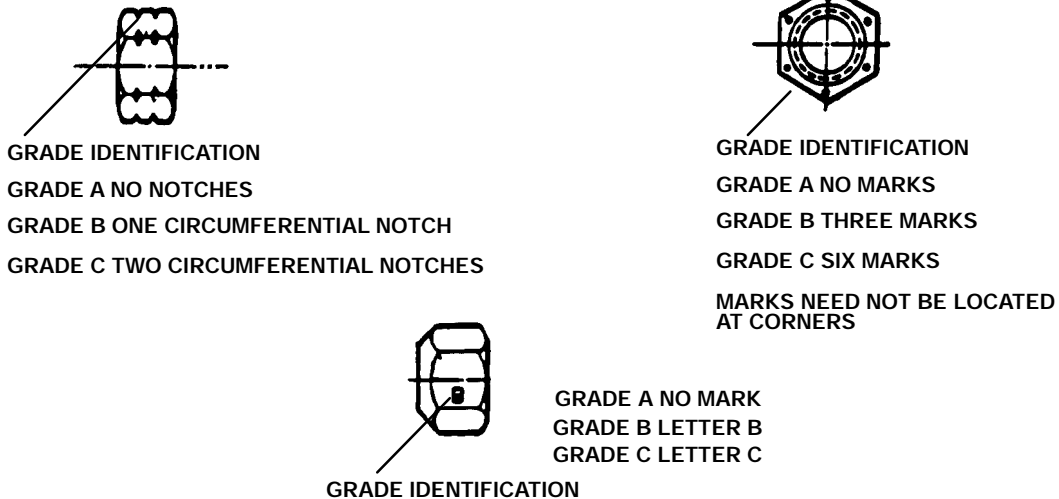 GRADE IDENTIFICATION
GRADE A NO NOTCHES
GRADE B ONE CIRCUMFERENTIAL NOTCH
GRADE C TWO CIRCUMFERENTIAL NOTCHES
GRADE IDENTIFICATION
GRADE A NO MARKS
GRADE B THREE MARKS
GRADE C SIX MARKS
MARKS NEED NOT BE LOCATED
AT CORNERS
B
GRADE A NO MARK
GRADE B LETTER B
GRADE C LETTER C
GRADE IDENTIFICATION